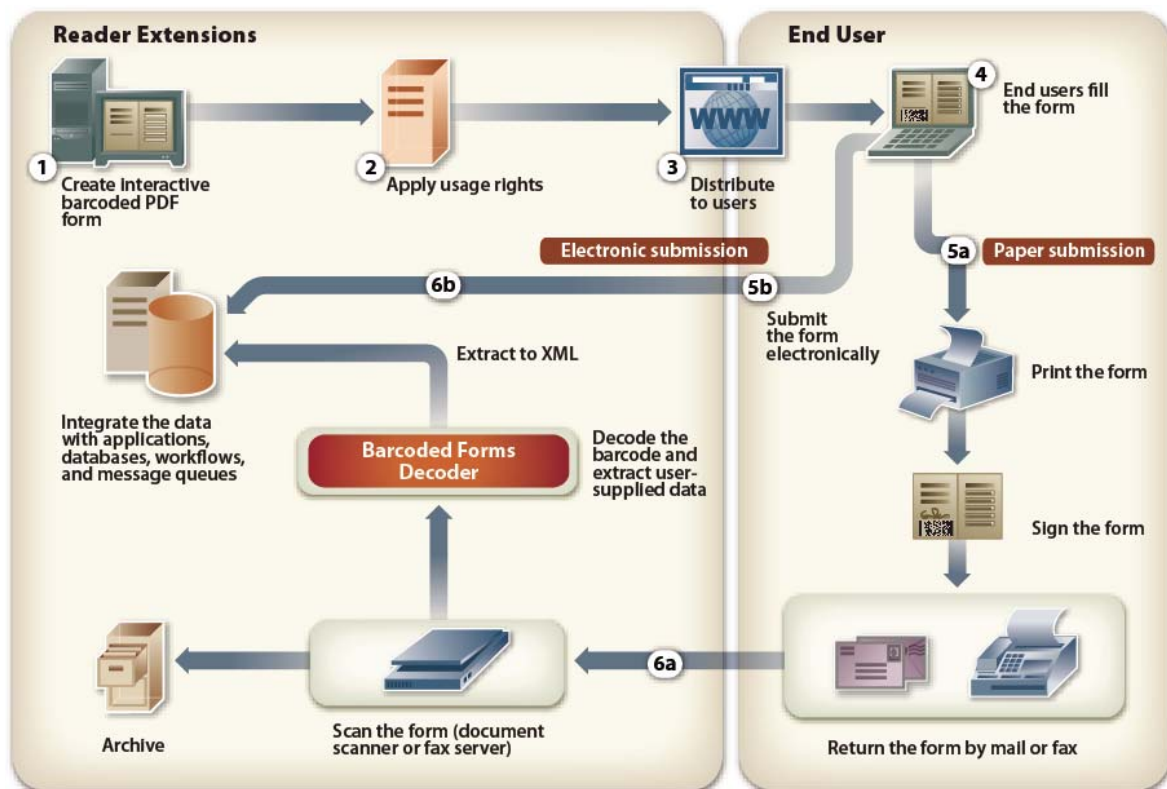 Reader Extensions
End User
1
Create interactive
barcoded PDF
form
2
Apply usage rights
WWW
3
Distribute
to users
4
End users fill
the form
Electronic submission
5a
Paper submission
6b
5b
Submit
the form
electronically
Extract to XML
Print the form
Integrate the data
with applications,
databases, workflows,
and message queues
Barcoded Forms
Decoder
Decode the
barcode and
extract user-
supplied data
Sign the form
6a
Archive
Scan the form (document
scanner or fax server)
Return the form by mail or fax